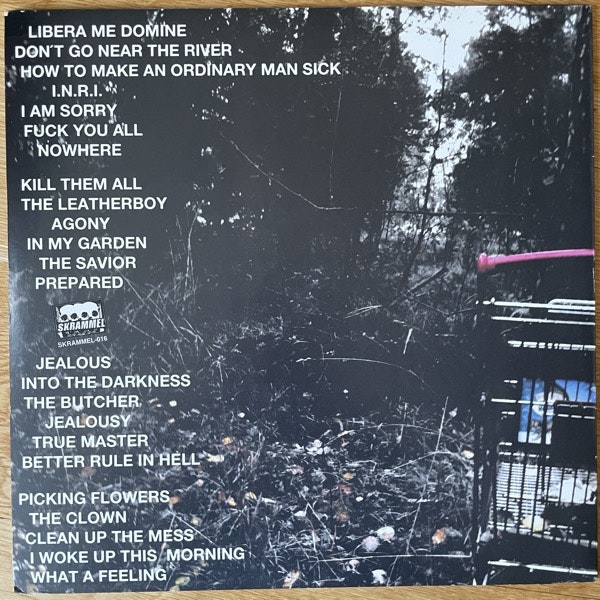 LIBERA ME DOMINE
DON'T GO NEAR THE RIVER
HOW TO MAKE AN ORDINARY MAN SICK
I.N.R.I.
I AM SORRY
FUCK YOU ALL
NOWHERE
KILL THEM ALL
THE LEATHERBOY
AGONY
IN MY GARDEN
THE SAVIOR
PREPARED
SKRAMMEL
SKRAMMEL-016
JEALOUS
INTO THE DARKNESS
THE BUTCHER
JEALOUSY
TRUE MASTER
BETTER RULE IN HELL
PICKING FLOWERS
THE CLOWN
CLEAN UP THE MESS
I WOKE UP THIS MORNING
WHAT A FEELING